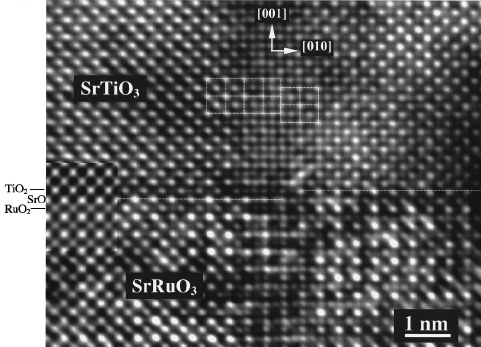 [001]
[010]
SrTiO₃
TiO₂
SrO
RuO₂
SrRuO₃
1 nm